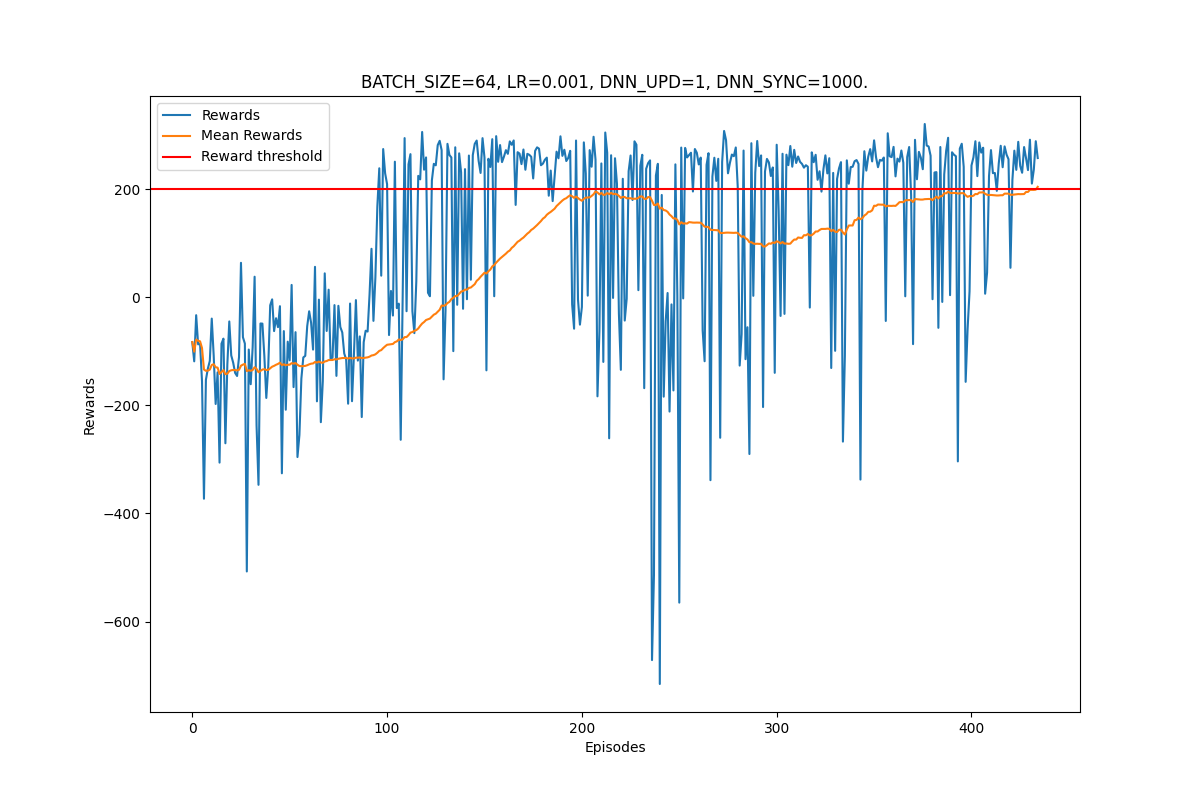 BATCH_SIZE=64, LR=0.001, DNN_UPD=1, DNN_SYNC=1000.
Rewards
Mean Rewards
Reward threshold
200
0
−200
−400
−600
Rewards
0
100
200
300
400
Episodes